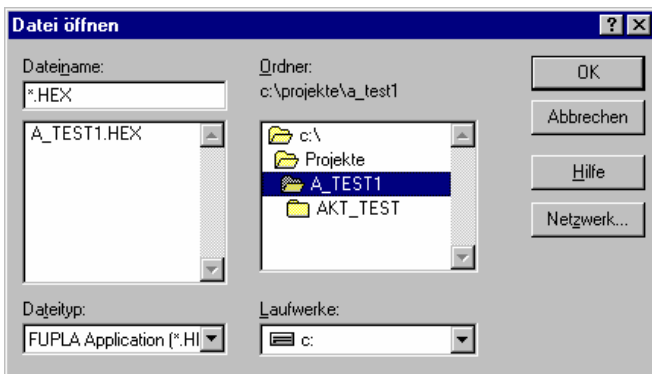 Datei öffnen
Dateiname:
*.HEX
A_TEST1.HEX
Dateityp:
FUPLA Application (*.HI
Ordner:
c:\projekte\a_test1
c:\
Projekte
A_TEST1
AKT_TEST
Laufwerke:
c:
OK
Abbrechen
Hilfe
Netzwerk...